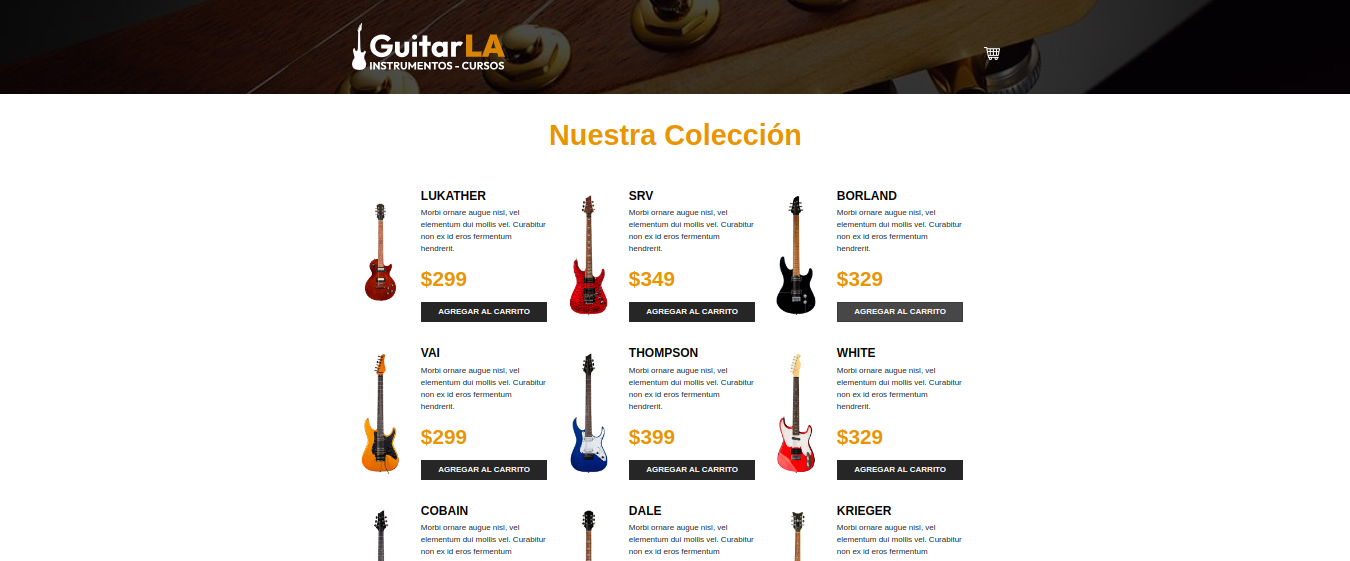 GuitarLA
INSTRUMENTOS - CURSOS
Nuestra Colección
LUKATHER
Morbi ornare augue nisl, vel
elementum dui mollis vel. Curabitur
non ex id eros fermentum
hendrerit.
$299
AGREGAR AL CARRITO
SRV
Morbi ornare augue nisl, vel
elementum dui mollis vel. Curabitur
non ex id eros fermentum
hendrerit.
$349
AGREGAR AL CARRITO
BORLAND
Morbi ornare augue nisl, vel
elementum dui mollis vel. Curabitur
non ex id eros fermentum
hendrerit.
$329
AGREGAR AL CARRITO
VAI
Morbi ornare augue nisl, vel
elementum dui mollis vel. Curabitur
non ex id eros fermentum
hendrerit.
$299
AGREGAR AL CARRITO
THOMPSON
Morbi ornare augue nisl, vel
elementum dui mollis vel. Curabitur
non ex id eros fermentum
hendrerit.
$399
AGREGAR AL CARRITO
WHITE
Morbi ornare augue nisl, vel
elementum dui mollis vel. Curabitur
non ex id eros fermentum
hendrerit.
$329
AGREGAR AL CARRITO
COBAIN
Morbi ornare augue nisl, vel
elementum dui mollis vel. Curabitur
non ex id eros fermentum
DALE
Morbi ornare augue nisl, vel
elementum dui mollis vel. Curabitur
non ex id eros fermentum
KRIEGER
Morbi ornare augue nisl, vel
elementum dui mollis vel. Curabitur
non ex id eros fermentum